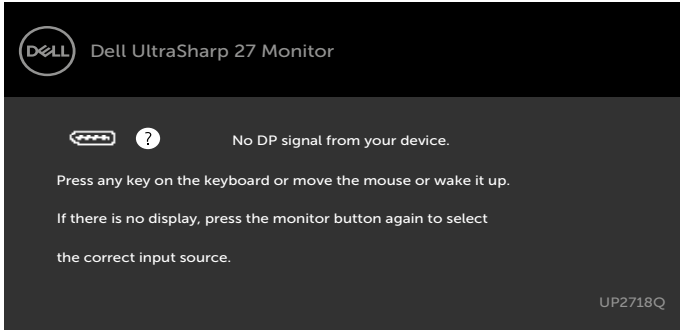 DELL Dell UltraSharp 27 Monitor
? No DP signal from your device.
Press any key on the keyboard or move the mouse or wake it up.
If there is no display, press the monitor button again to select
the correct input source.
UP2718Q